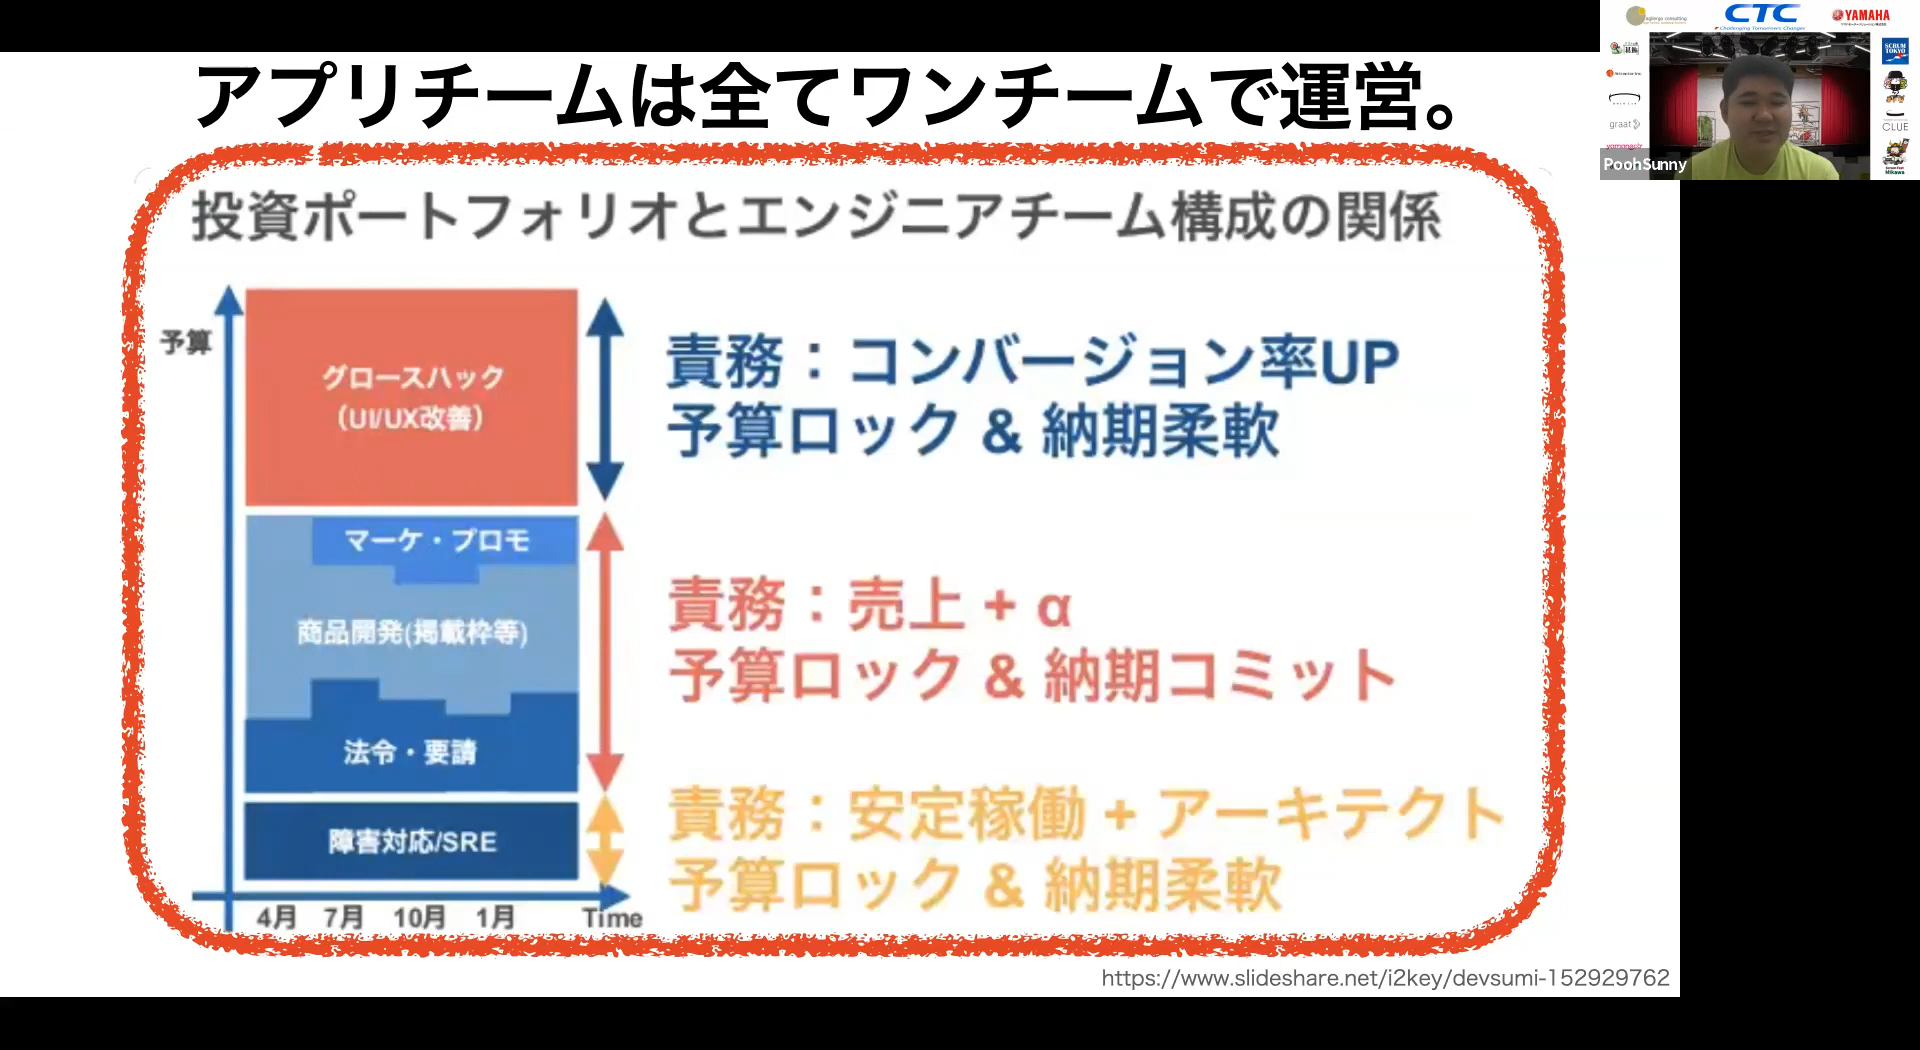 アプリチームは全てワンチームで運営。
投資ポートフォリオとエンジニアチーム構成の関係
予算
グロースハック
(UI/UX改善)
責務:コンバージョン率UP
予算ロック & 納期柔軟
マーケ・プロモ
商品開発(掲載枠等)
法令・要請
責務:売上 + α
予算ロック & 納期コミット
障害対応/SRE
責務:安定稼働 + アーキテクト
予算ロック & 納期柔軟
4月 7月 10月 1月 Time
https://www.slideshare.net/i2key/devsumi-152929762
CTC
Challenging Tomorrow's Changes
YAMAHA
SCRUM
TOKYO
graat
CLUE
Mikawa
PoohSunny